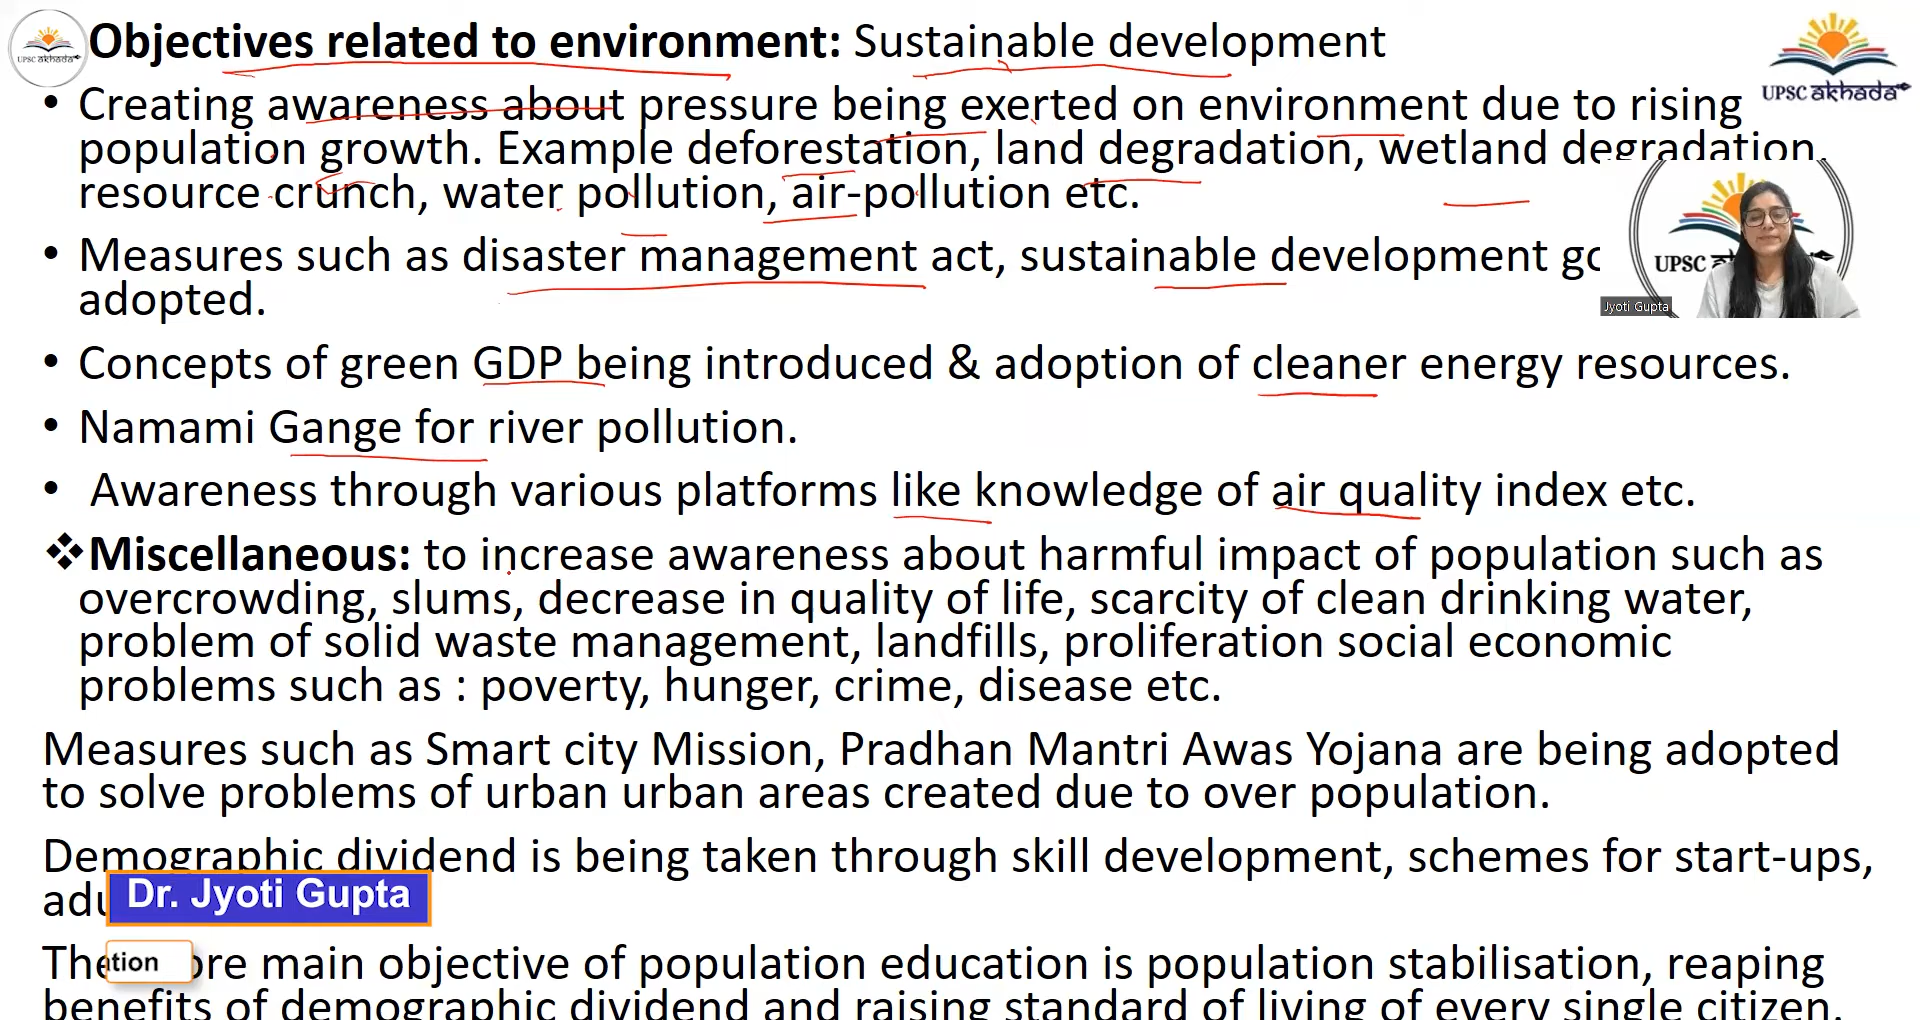 Objectives related to environment: Sustainable development
UPSC akhada
UPSC akhada
• Creating awareness about pressure being exerted on environment due to rising
population growth. Example deforestation, land degradation, wetland degradation,
resource crunch, water pollution, air-pollution etc.
• Measures such as disaster management act, sustainable development
adopted.
UPSC
Jyoti Gupta
• Concepts of green GDP being introduced & adoption of cleaner energy resources.
• Namami Gange for river pollution.
• Awareness through various platforms like knowledge of air quality index etc.
❖Miscellaneous: to increase awareness about harmful impact of population such as
overcrowding, slums, decrease in quality of life, scarcity of clean drinking water,
problem of solid waste management, landfills, proliferation social economic
problems such as : poverty, hunger, crime, disease etc.
Measures such as Smart city Mission, Pradhan Mantri Awas Yojana are being adopted
to solve problems of urban urban areas created due to over population.
Demographic dividend is being taken through skill development, schemes for start-ups,
Dr. Jyoti Gupta
main objective of population education is population stabilisation, reaping
benefits of demographic dividend and raising standard of living of every single citizen.